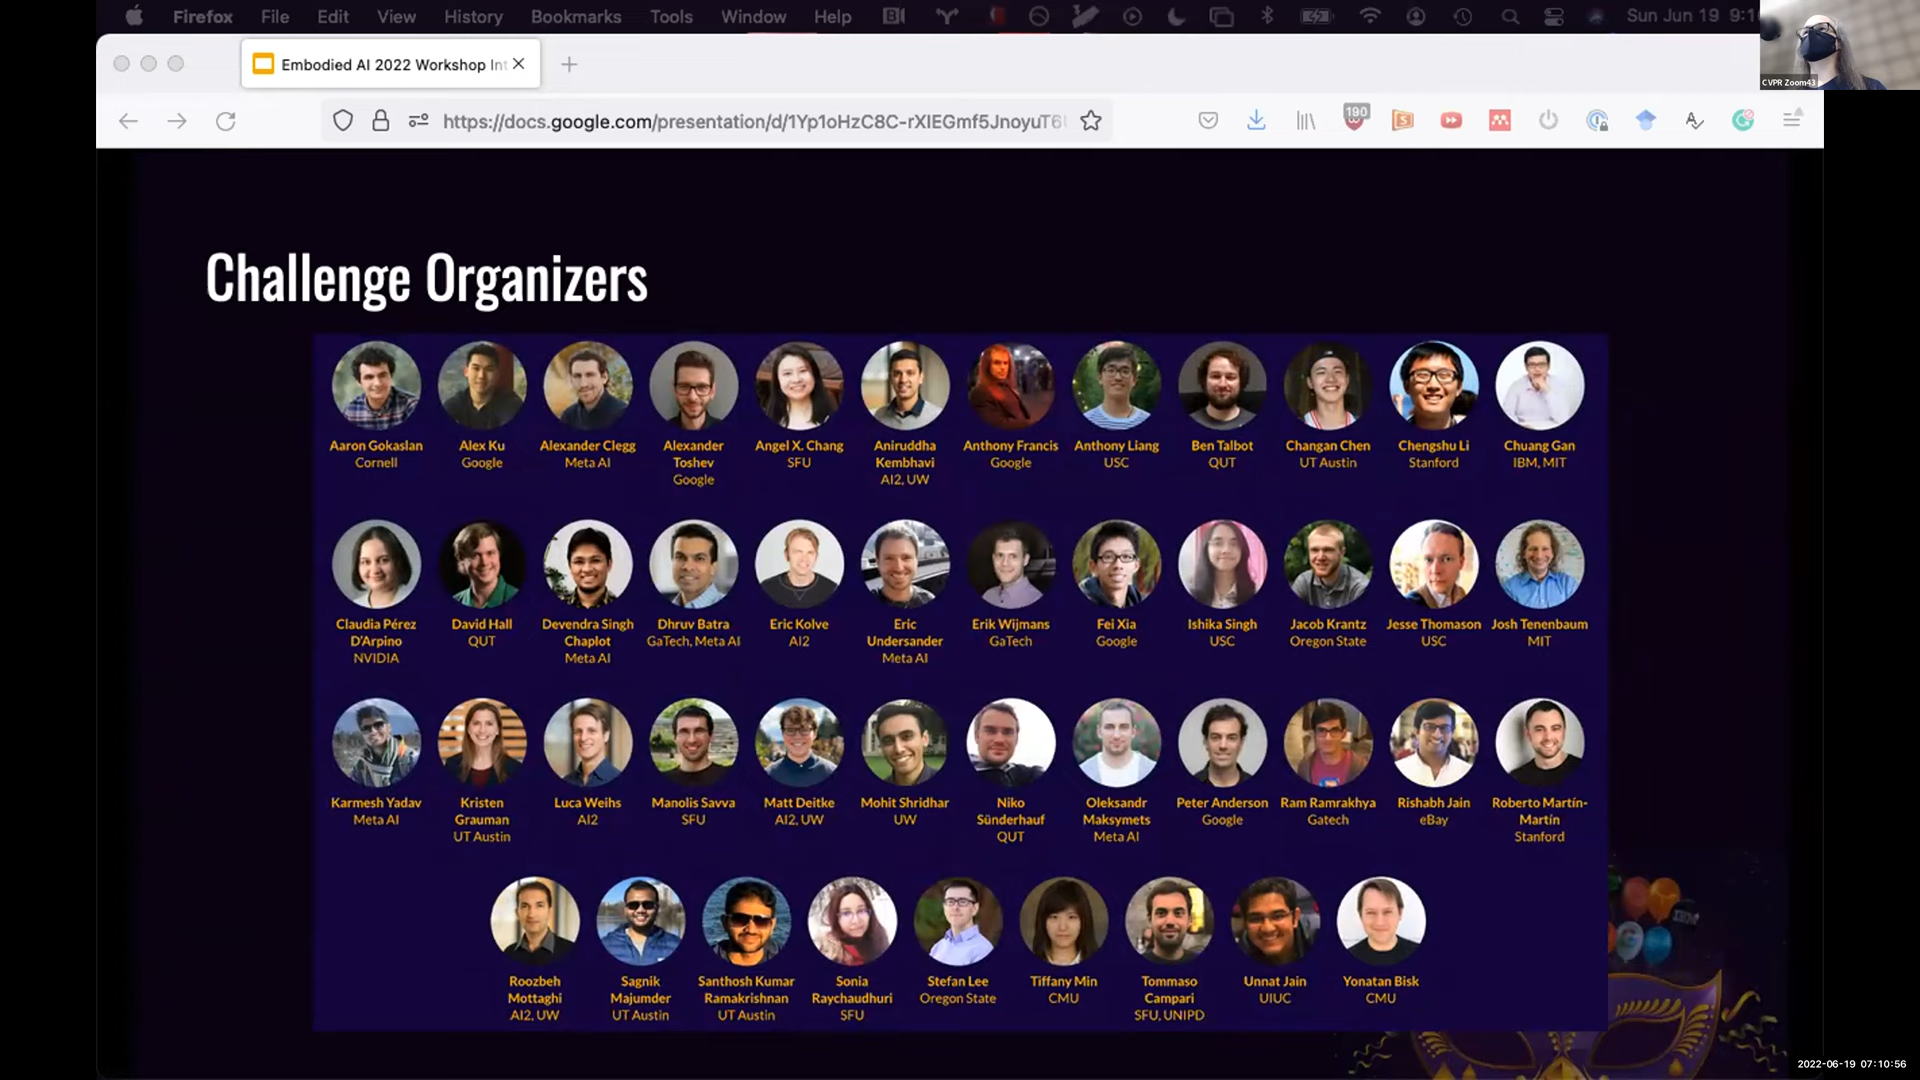 Firefox File Edit View History Bookmarks Tools Window Help Sun Jun 19
CVPR Zoom43
Embodied AI 2022 Workshop Int
https://docs.google.com/presentation/d/1Yp1oHzC8C-rXIEGmf5JnoyuT6
190
Challenge Organizers
Aaron Gokaslan
Cornell
Alex Ku
Google
Alexander Clegg
Meta AI
Alexander
Toshev
Google
Angel X. Chang
SFU
Aniruddha
Kembhavi
AI2, UW
Anthony Francis
Google
Anthony Liang
USC
Ben Talbot
QUT
Changan Chen
UT Austin
Chengshu Li
Stanford
Chuang Gan
IBM, MIT
Claudia Pérez
D'Arpino
NVIDIA
David Hall
QUT
Devendra Singh
Chaplot
Meta AI
Dhruv Batra
GaTech, Meta AI
Eric Kolve
AI2
Eric
Undersander
Meta AI
Erik Wijmans
GaTech
Fei Xia
Google
Ishika Singh
USC
Jacob Krantz
Oregon State
Jesse Thomason
USC
Josh Tenenbaum
MIT
Karmesh Yadav
Meta AI
Kristen
Grauman
UT Austin
Luca Weihs
AI2
Manolis Savva
SFU
Matt Deitke
AI2, UW
Mohit Shridhar
UW
Niko
Sünderhauf
QUT
Oleksandr
Maksymets
Meta AI
Peter Anderson
Google
Ram Ramrakhya
Gatech
Rishabh Jain
eBay
Roberto Martín-
Martín
Stanford
Roozbeh
Mottaghi
AI2, UW
Sagnik
Majumder
UT Austin
Santhosh Kumar
Ramakrishnan
UT Austin
Sonia
Raychaudhuri
SFU
Stefan Lee
Oregon State
Tiffany Min
CMU
Tommaso
Campari
SFU, UNIPD
Unnat Jain
UIUC
Yonatan Bisk
CMU
2022-06-19 07:10:56